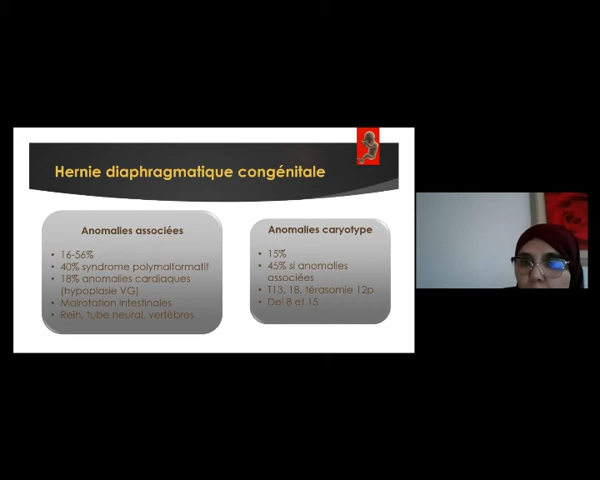 Hernie diaphragmatique congénitale
Anomalies associées
• 16-56%
• 40% syndrome polymalformatif
• 18% anomalies cardiaques
(hypoplasie VG)
• Malrotation intestinales
• Rein, tube neural, vertèbres
Anomalies caryotype
• 15%
• 45% si anomalies
associées
• T13, 18, térasomie 12p
• Del 8 et 15